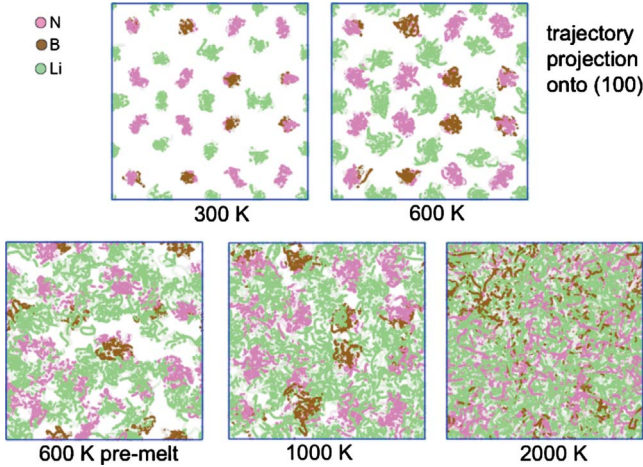 N
B
Li
trajectory
projection
onto (100)
300 K
600 K
600 K pre-melt
1000 K
2000 K